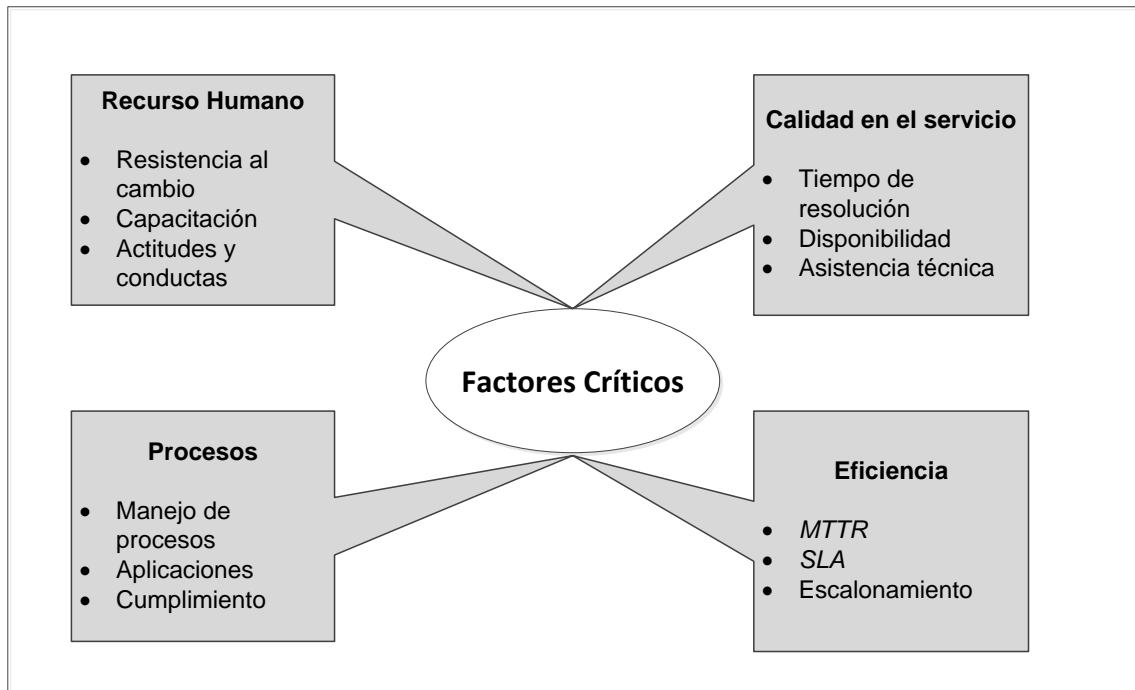 Recurso Humano
• Resistencia al
cambio
• Capacitación
• Actitudes y
conductas
Calidad en el servicio
• Tiempo de
resolución
• Disponibilidad
• Asistencia técnica
Factores Críticos
Procesos
• Manejo de
procesos
• Aplicaciones
• Cumplimiento
Eficiencia
• MTTR
• SLA
• Escalonamiento